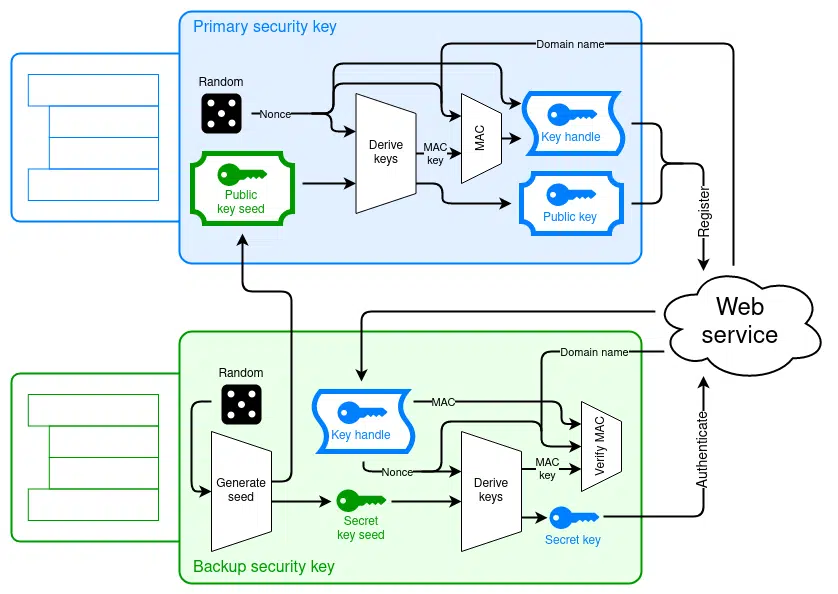 Primary security key
Domain name
Random
Nonce
Derive
keys
MAC
key
MAC
Key handle
Public
key seed
Public key
Register
Web
service
Domain name
Random
MAC
Key handle
Verify MAC
Nonce
Generate
seed
Derive
keys
MAC
key
Authenticate
Secret
key seed
Secret key
Backup security key